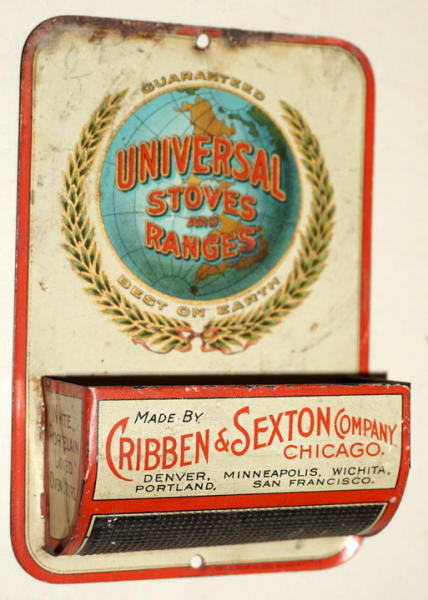 GUARANTEED
UNIVERSAL
STOVES
AND
RANGES
BEST ON EARTH
MADE BY
CRIBBEN & SEXTON COMPANY
CHICAGO.
DENVER, MINNEAPOLIS, WICHITA,
PORTLAND, SAN FRANCISCO.